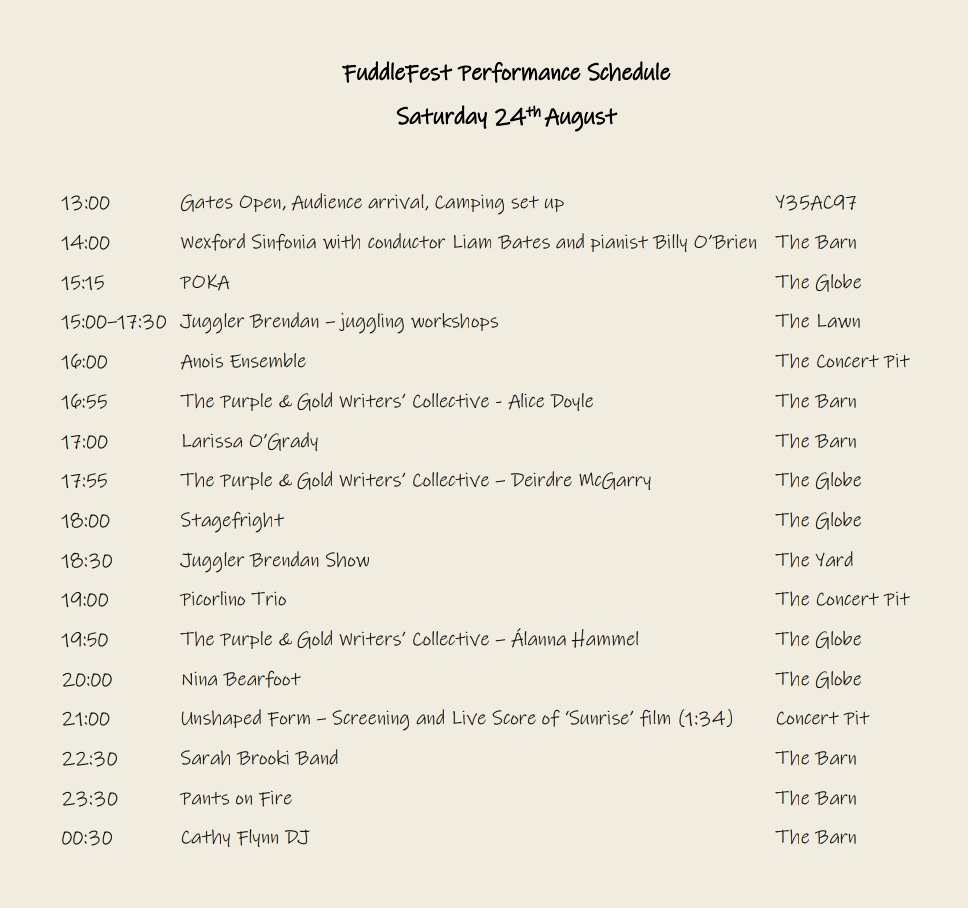 FuddleFest Performance Schedule
Saturday 24th August
13:00 Gates Open, Audience arrival, Camping set up Y35AC97
14:00 Wexford Sinfonia with conductor Liam Bates and pianist Billy O'Brien The Barn
15:15 POKA The Globe
15:00–17:30 Juggler Brendan – juggling workshops The Lawn
16:00 Anois Ensemble The Concert Pit
16:55 The Purple & Gold Writers' Collective - Alice Doyle The Barn
17:00 Larissa O'Grady The Barn
17:55 The Purple & Gold Writers' Collective – Deirdre McGarry The Globe
18:00 Stagefright The Globe
18:30 Juggler Brendan Show The Yard
19:00 Picorlino Trio The Concert Pit
19:50 The Purple & Gold Writers' Collective – Álanna Hammel The Globe
20:00 Nina Bearfoot The Globe
21:00 Unshaped Form – Screening and Live Score of 'Sunrise' film (1:34) Concert Pit
22:30 Sarah Brooki Band The Barn
23:30 Pants on Fire The Barn
00:30 Cathy Flynn DJ The Barn